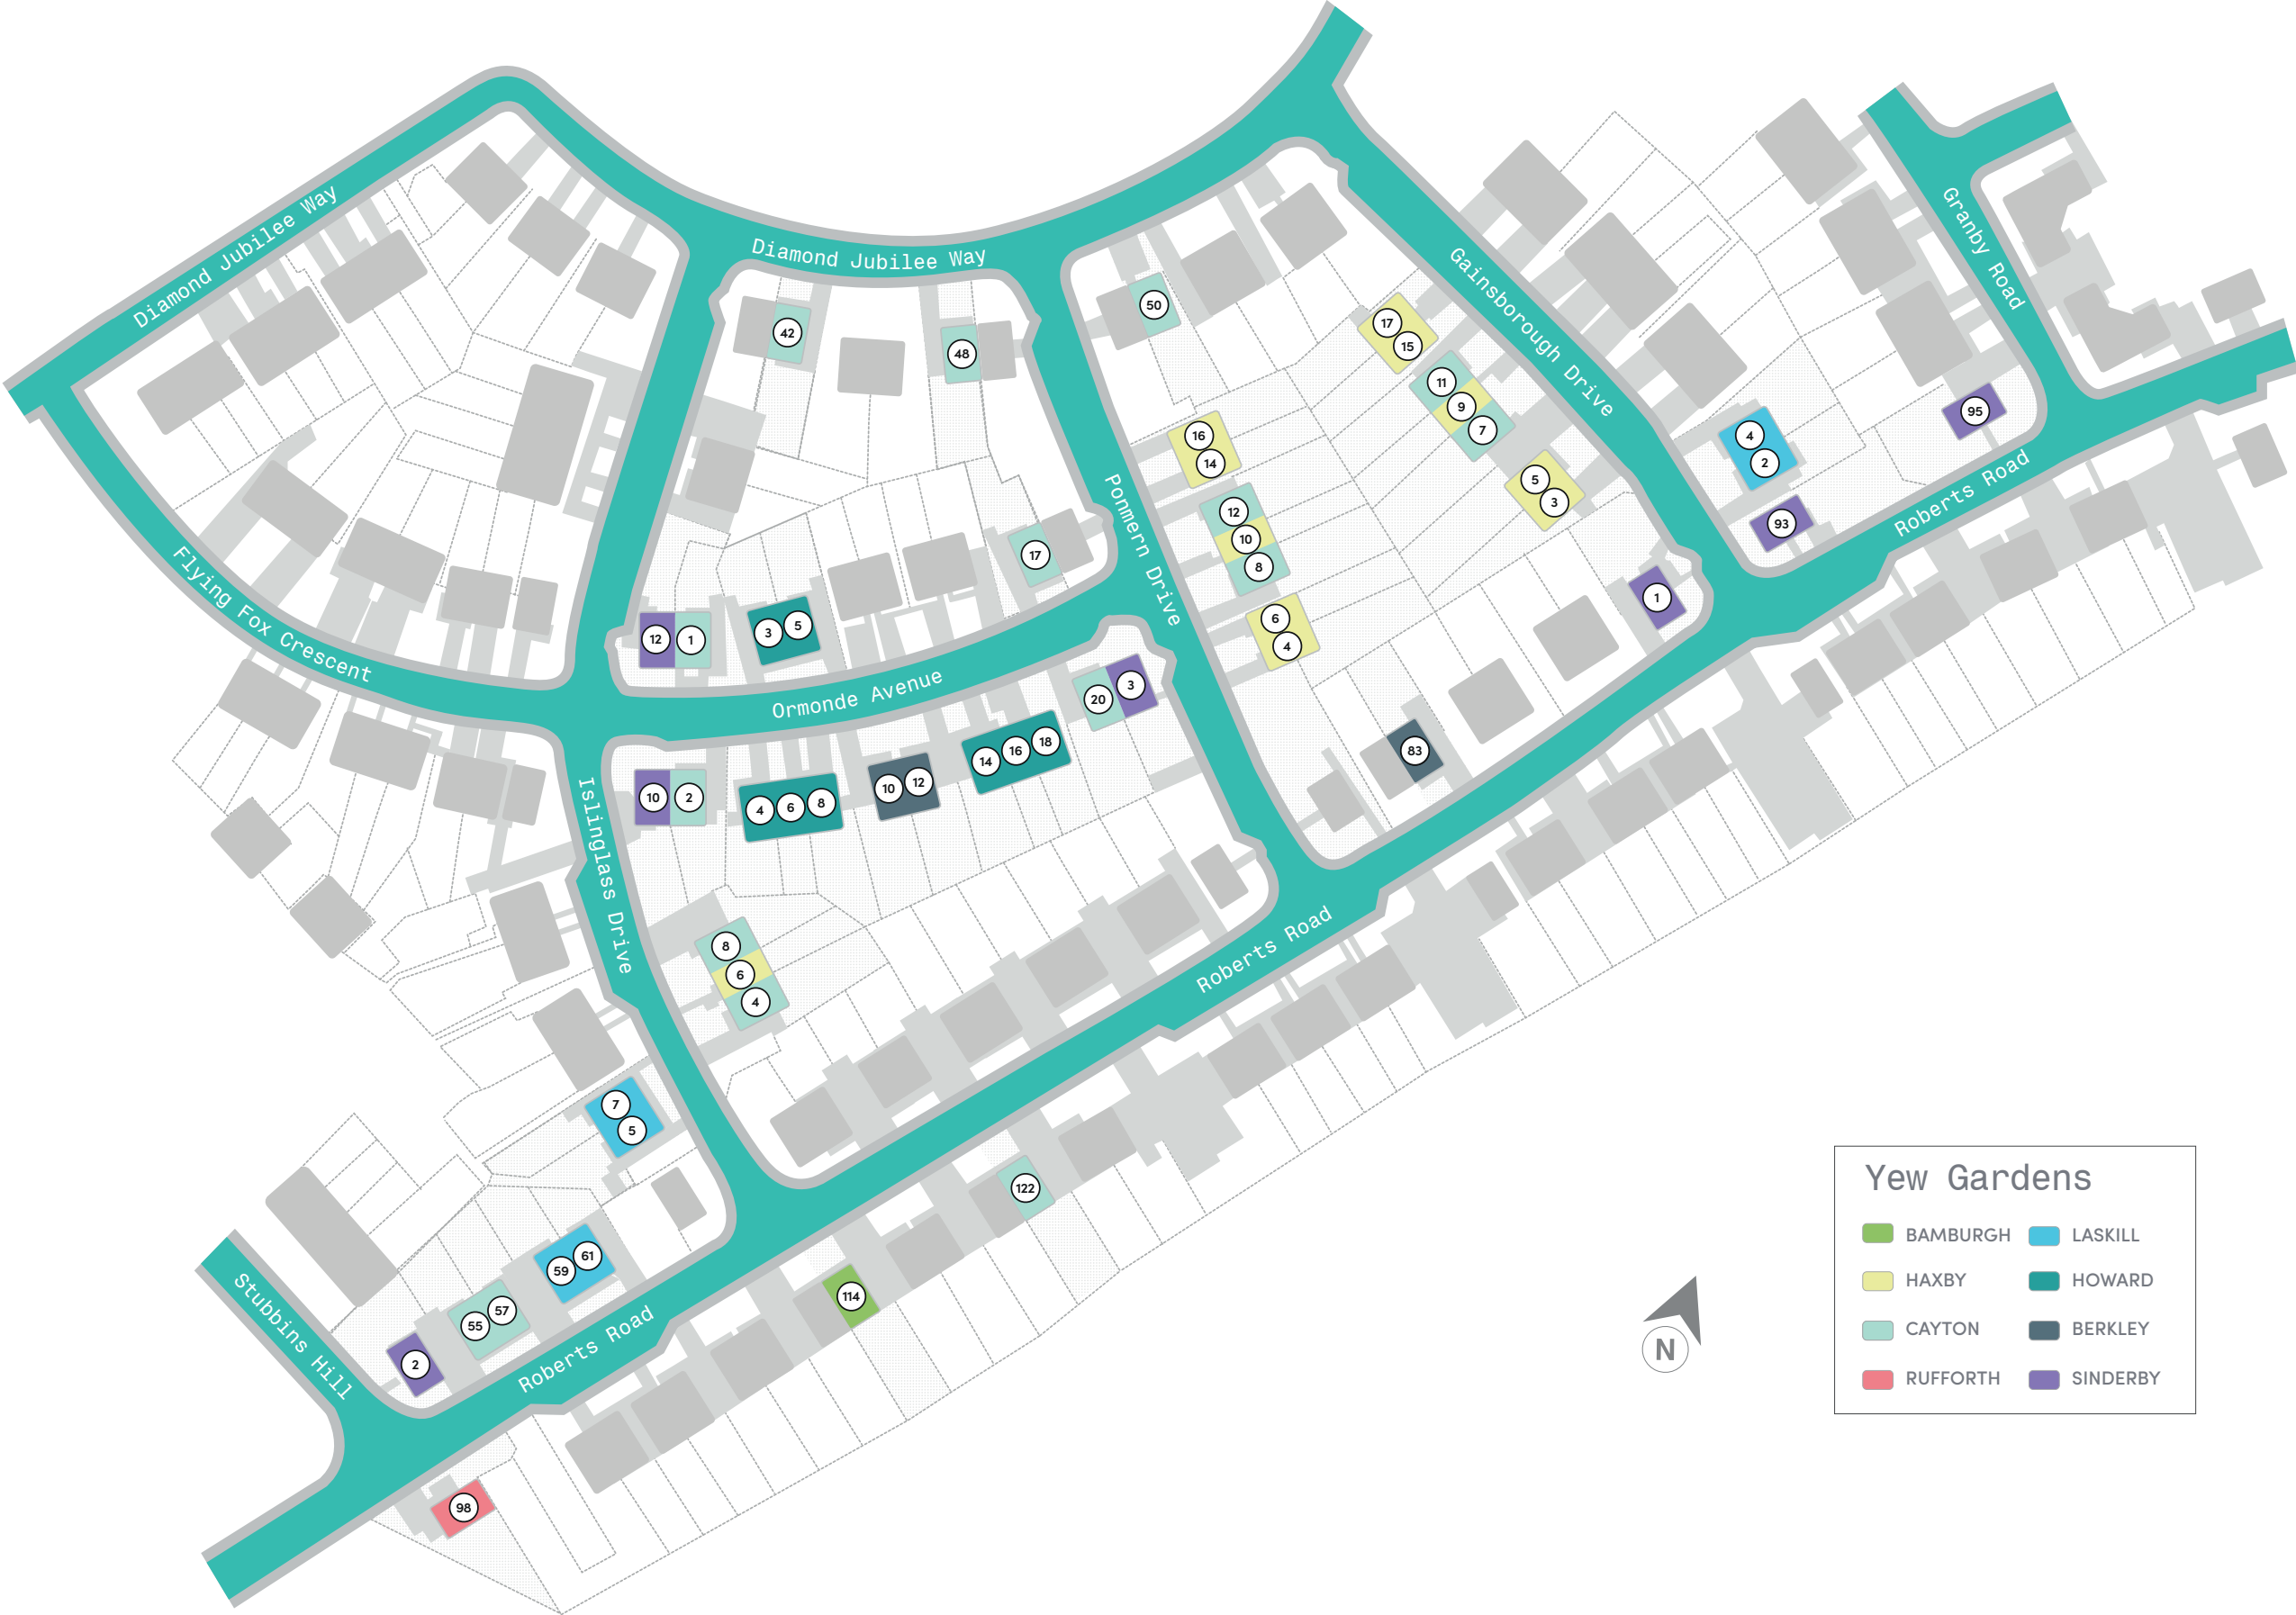 Diamond Jubilee Way
Diamond Jubilee Way
Flying Fox Crescent
Ormonde Avenue
Ponmern Drive
Gainsborough Drive
Granby Road
Roberts Road
Islinglass Drive
Roberts Road
Roberts Road
Stubbins Hill
42
48
50
17
15
11
9
7
5
3
4
2
95
93
1
16
14
12
10
8
6
4
17
12
1
3
5
20
3
83
10
2
4
6
8
10
12
14
16
18
8
6
4
7
5
122
61
59
57
55
2
114
98
N
Yew Gardens
BAMBURGH
LASKILL
HAXBY
HOWARD
CAYTON
BERKLEY
RUFFORTH
SINDERBY